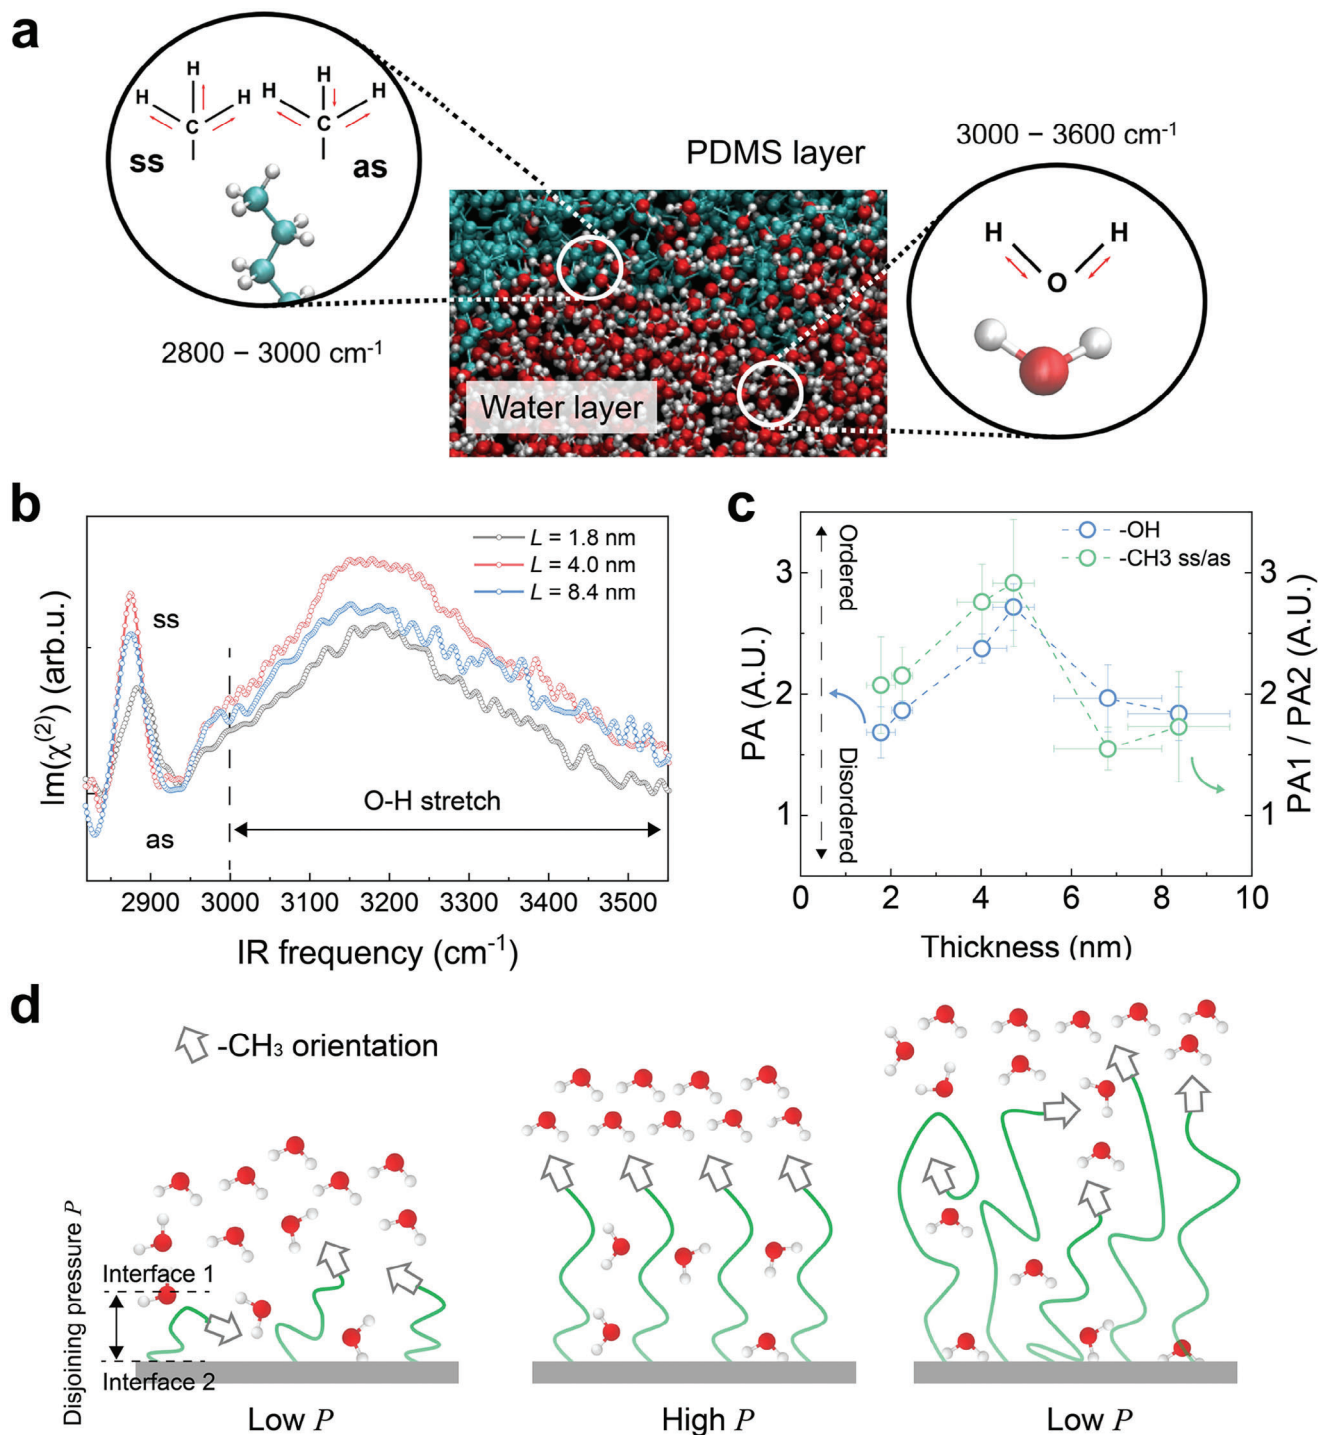 a
H
H
H
C
ss
H
H
H
C
as
2800 – 3000 cm⁻¹
PDMS layer
Water layer
3000 – 3600 cm⁻¹
H
H
O
b
L = 1.8 nm
L = 4.0 nm
L = 8.4 nm
ss
as
O-H stretch
Im(χ⁽²⁾) (arb.u.)
2900
3000
3100
3200
3300
3400
3500
IR frequency (cm⁻¹)
c
Ordered
Disordered
-OH
-CH3 ss/as
PA (A.U.)
3
2
1
3
2
1
PA1 / PA2 (A.U.)
0
2
4
6
8
10
Thickness (nm)
d
-CH₃ orientation
Disjoining pressure P
Interface 1
Interface 2
Low P
High P
Low P